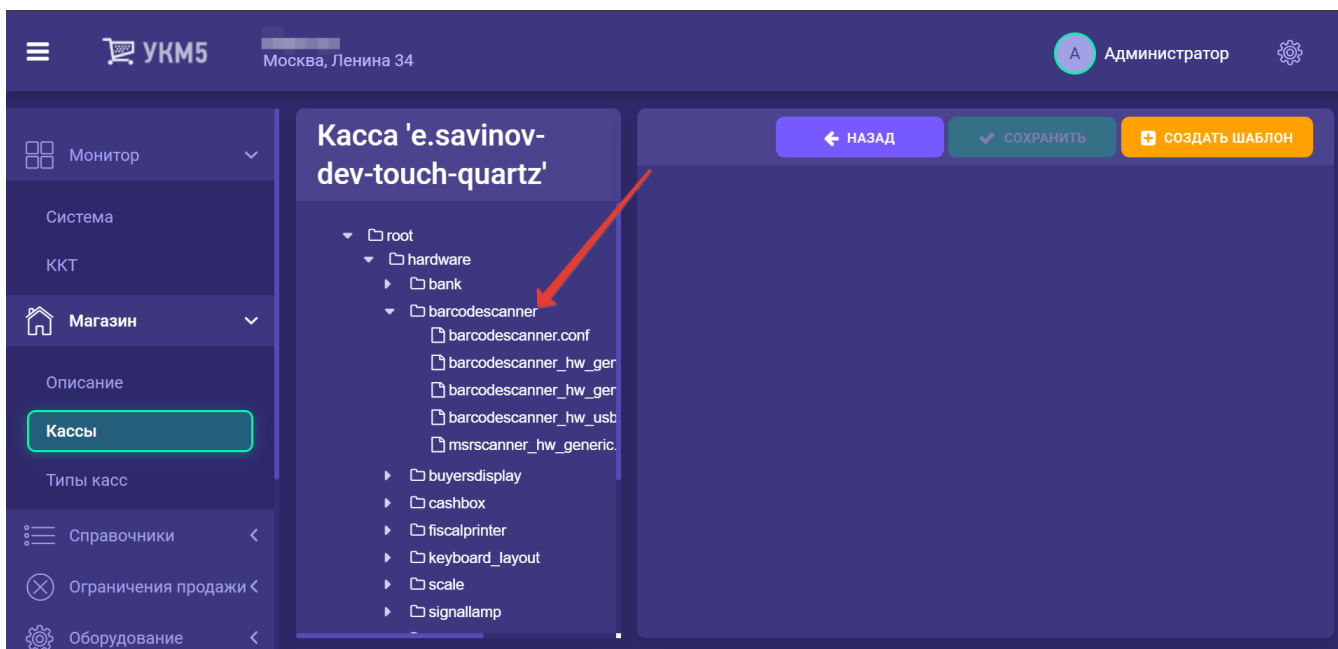 УКМ5
Москва, Ленина 34
А
Администратор
Монитор
Система
ККТ
Магазин
Описание
Кассы
Типы касс
Справочники
Ограничения продажи
Оборудование
Касса 'e.savinov-
dev-touch-quartz'
root
hardware
bank
barcodescanner
barcodescanner.conf
barcodescanner_hw_ger
barcodescanner_hw_ger
barcodescanner_hw_usb
msrscanner_hw_generic.
buyersdisplay
cashbox
fiscalprinter
keyboard_layout
scale
signallamp
НАЗАД
СОХРАНИТЬ
СОЗДАТЬ ШАБЛОН